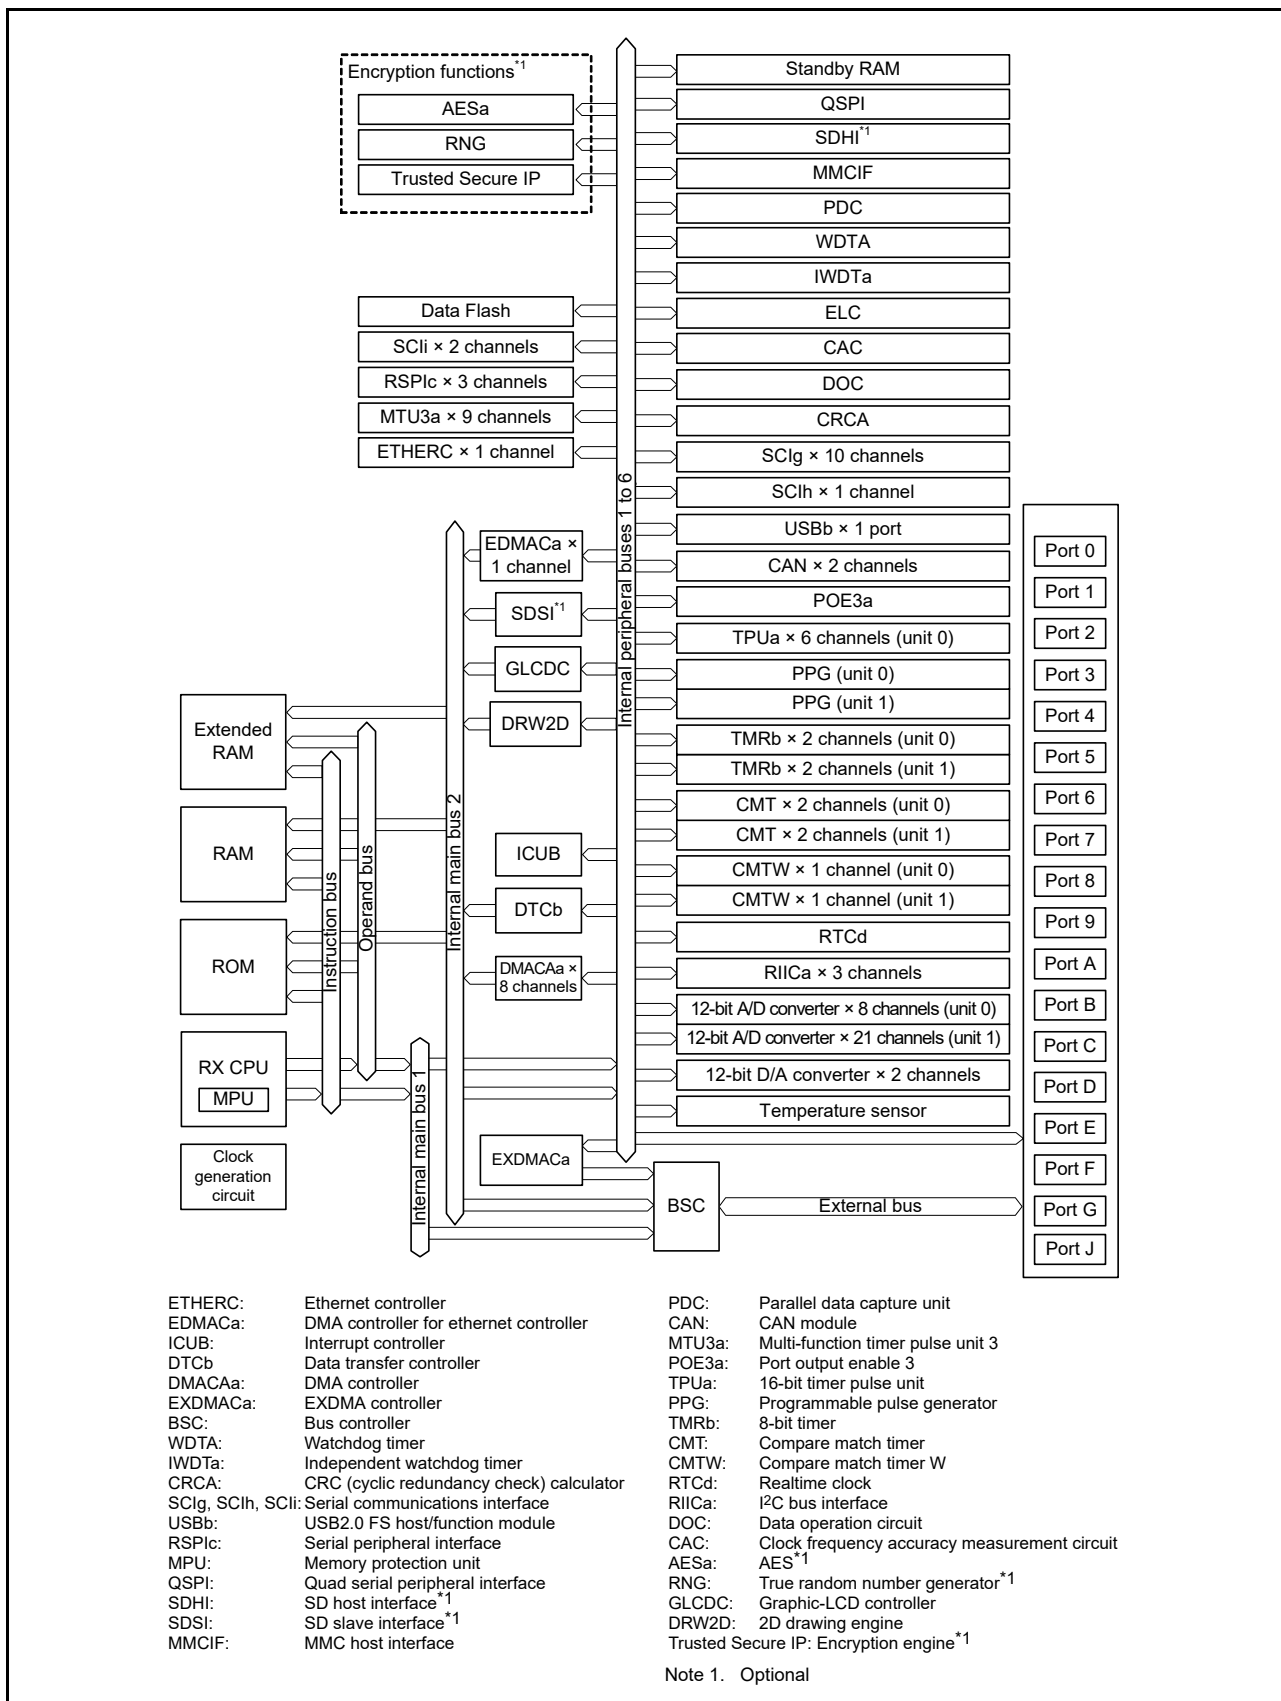 Encryption functions*1
AESa
RNG
Trusted Secure IP
Data Flash
SCIi × 2 channels
RSPIc × 3 channels
MTU3a × 9 channels
ETHERC × 1 channel
Standby RAM
QSPI
SDHI*1
MMCIF
PDC
WDTA
IWDTa
ELC
CAC
DOC
CRCA
SCIg × 10 channels
SCIh × 1 channel
USBb × 1 port
CAN × 2 channels
POE3a
TPUa × 6 channels (unit 0)
PPG (unit 0)
PPG (unit 1)
TMRb × 2 channels (unit 0)
TMRb × 2 channels (unit 1)
CMT × 2 channels (unit 0)
CMT × 2 channels (unit 1)
CMTW × 1 channel (unit 0)
CMTW × 1 channel (unit 1)
RTCd
RIICa × 3 channels
12-bit A/D converter × 8 channels (unit 0)
12-bit A/D converter × 21 channels (unit 1)
12-bit D/A converter × 2 channels
Temperature sensor
Internal peripheral buses 1 to 6
EDMACa ×
1 channel
SDSI*1
GLCDC
DRW2D
ICUB
DTCb
DMACAa ×
8 channels
EXDMACa
BSC
External bus
Internal main bus 2
Internal main bus 1
Operand bus
Instruction bus
Extended
RAM
RAM
ROM
RX CPU
MPU
Clock
generation
circuit
Port 0
Port 1
Port 2
Port 3
Port 4
Port 5
Port 6
Port 7
Port 8
Port 9
Port A
Port B
Port C
Port D
Port E
Port F
Port G
Port J
ETHERC: Ethernet controller
EDMACa: DMA controller for ethernet controller
ICUB: Interrupt controller
DTCb Data transfer controller
DMACAa: DMA controller
EXDMACa: EXDMA controller
BSC: Bus controller
WDTA: Watchdog timer
IWDTa: Independent watchdog timer
CRCA: CRC (cyclic redundancy check) calculator
SCIg, SCIh, SCIi: Serial communications interface
USBb: USB2.0 FS host/function module
RSPIc: Serial peripheral interface
MPU: Memory protection unit
QSPI: Quad serial peripheral interface
SDHI: SD host interface*1
SDSI: SD slave interface*1
MMCIF: MMC host interface
PDC: Parallel data capture unit
CAN: CAN module
MTU3a: Multi-function timer pulse unit 3
POE3a: Port output enable 3
TPUa: 16-bit timer pulse unit
PPG: Programmable pulse generator
TMRb: 8-bit timer
CMT: Compare match timer
CMTW: Compare match timer W
RTCd: Realtime clock
RIICa: I2C bus interface
DOC: Data operation circuit
CAC: Clock frequency accuracy measurement circuit
AESa: AES*1
RNG: True random number generator*1
GLCDC: Graphic-LCD controller
DRW2D: 2D drawing engine
Trusted Secure IP: Encryption engine*1
Note 1. Optional